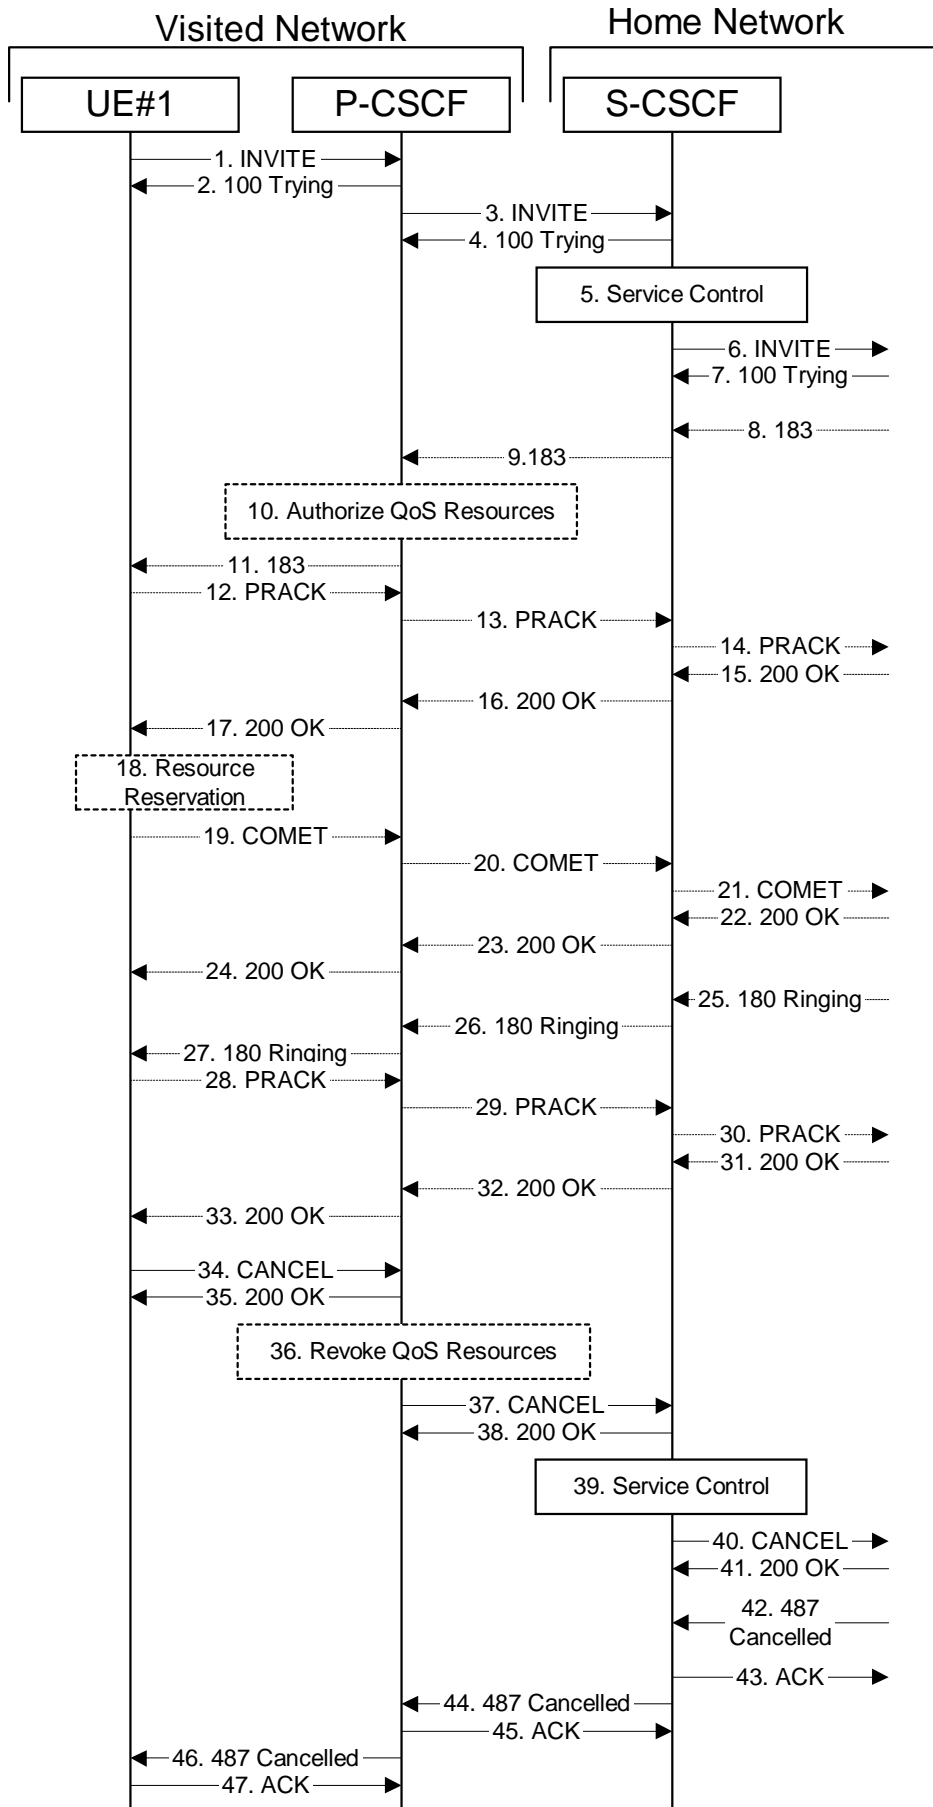 Visited Network
Home Network
UE#1
P-CSCF
S-CSCF
1. INVITE
2. 100 Trying
3. INVITE
4. 100 Trying
5. Service Control
6. INVITE
7. 100 Trying
8. 183
9.183
10. Authorize QoS Resources
11. 183
12. PRACK
13. PRACK
14. PRACK
15. 200 OK
16. 200 OK
17. 200 OK
18. Resource
Reservation
19. COMET
20. COMET
21. COMET
22. 200 OK
23. 200 OK
24. 200 OK
25. 180 Ringing
26. 180 Ringing
27. 180 Ringing
28. PRACK
29. PRACK
30. PRACK
31. 200 OK
32. 200 OK
33. 200 OK
34. CANCEL
35. 200 OK
36. Revoke QoS Resources
37. CANCEL
38. 200 OK
39. Service Control
40. CANCEL
41. 200 OK
42. 487
Cancelled
43. ACK
44. 487 Cancelled
45. ACK
46. 487 Cancelled
47. ACK